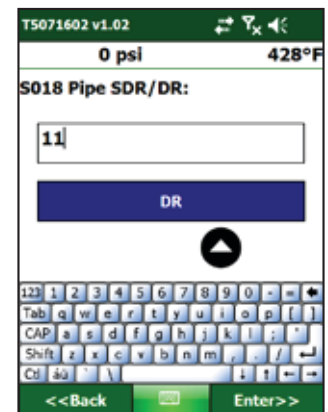 T5071602 v1.02
0 psi 428°F
S018 Pipe SDR/DR:
11
DR
123 1 2 3 4 5 6 7 8 9 0 - =
Tab q w e r t y u i o p [ ]
CAP a s d f g h j k l ; '
Shift z x c v b n m , . /
Ctl áü ` \
<<Back Enter>>